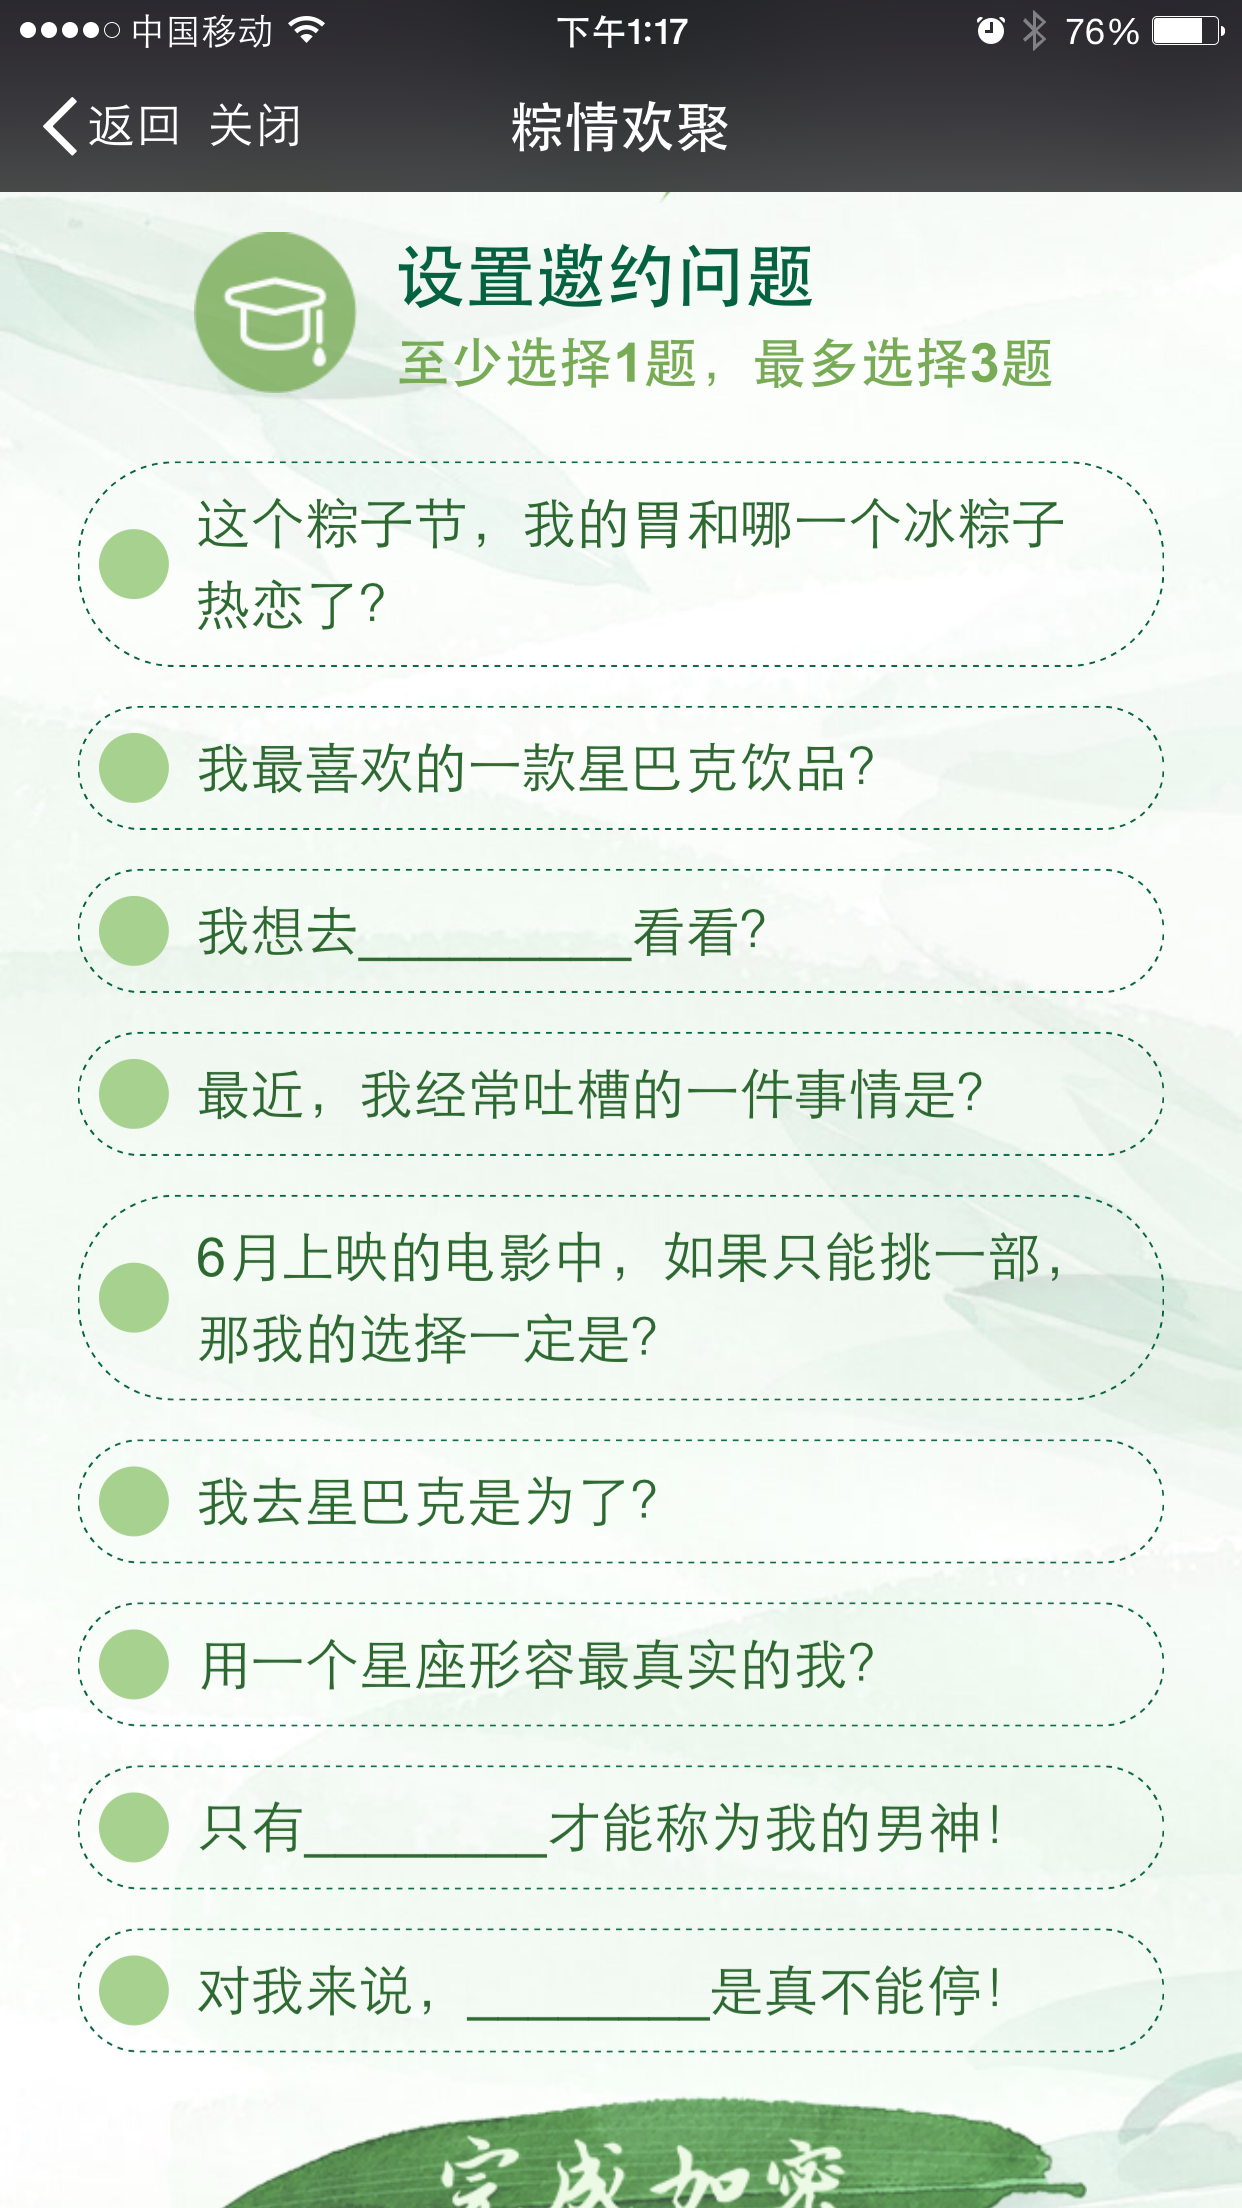 中国移动
下午1:17
76%
返回 关闭
粽情欢聚
设置邀约问题
至少选择1题，最多选择3题
这个粽子节，我的胃和哪一个冰粽子
热恋了?
我最喜欢的一款星巴克饮品?
我想去__________看看?
最近，我经常吐槽的一件事情是?
6月上映的电影中，如果只能挑一部，
那我的选择一定是?
我去星巴克是为了?
用一个星座形容最真实的我?
只有_________才能称为我的男神!
对我来说，_________是真不能停!
完成加密